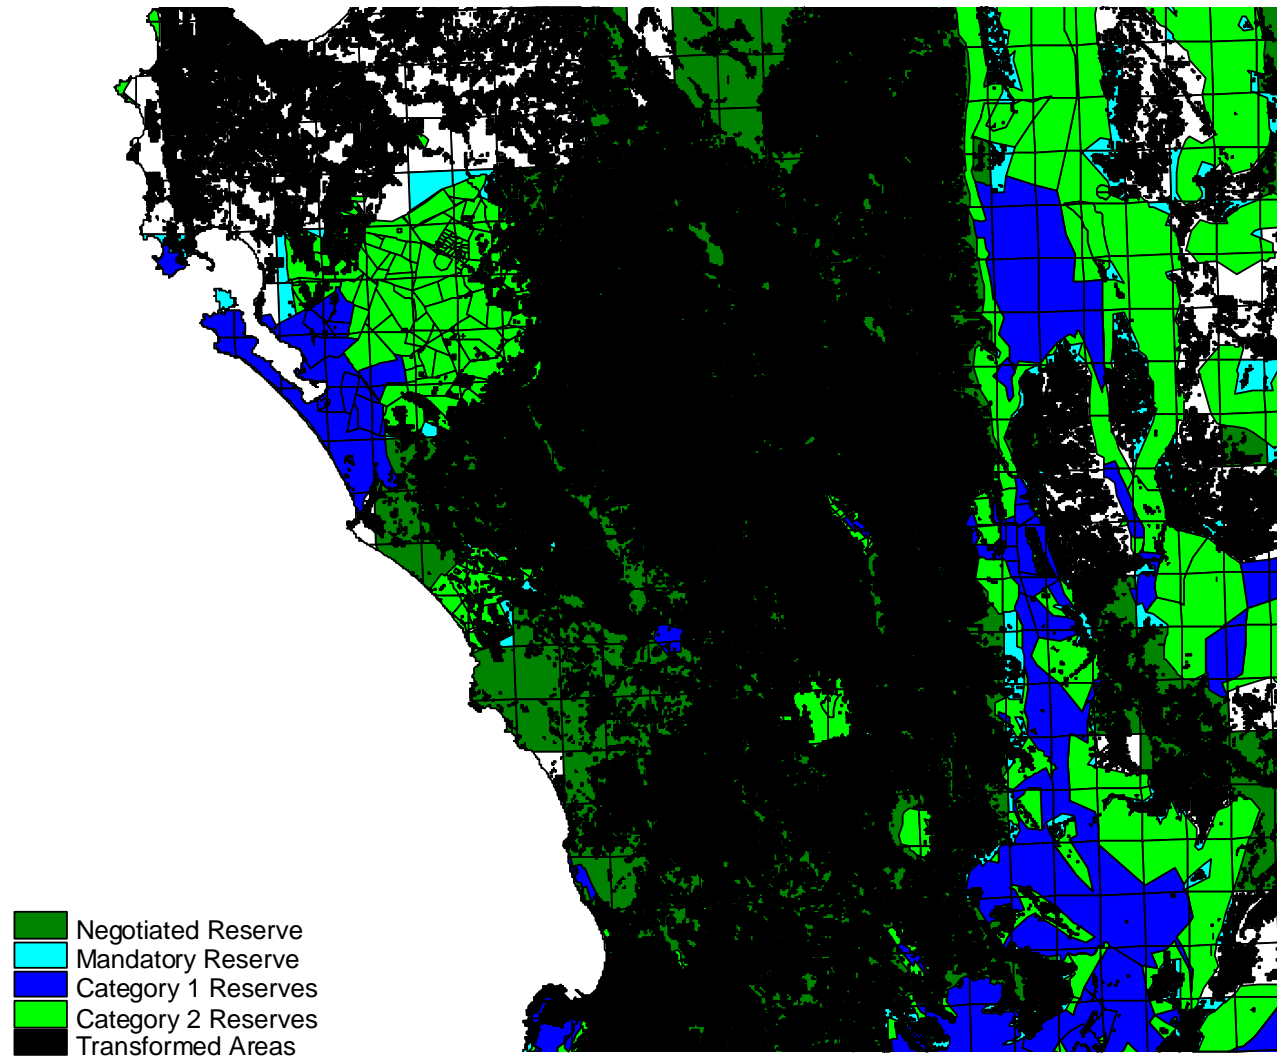 Negotiated Reserve
Mandatory Reserve
Category 1 Reserves
Category 2 Reserves
Transformed Areas